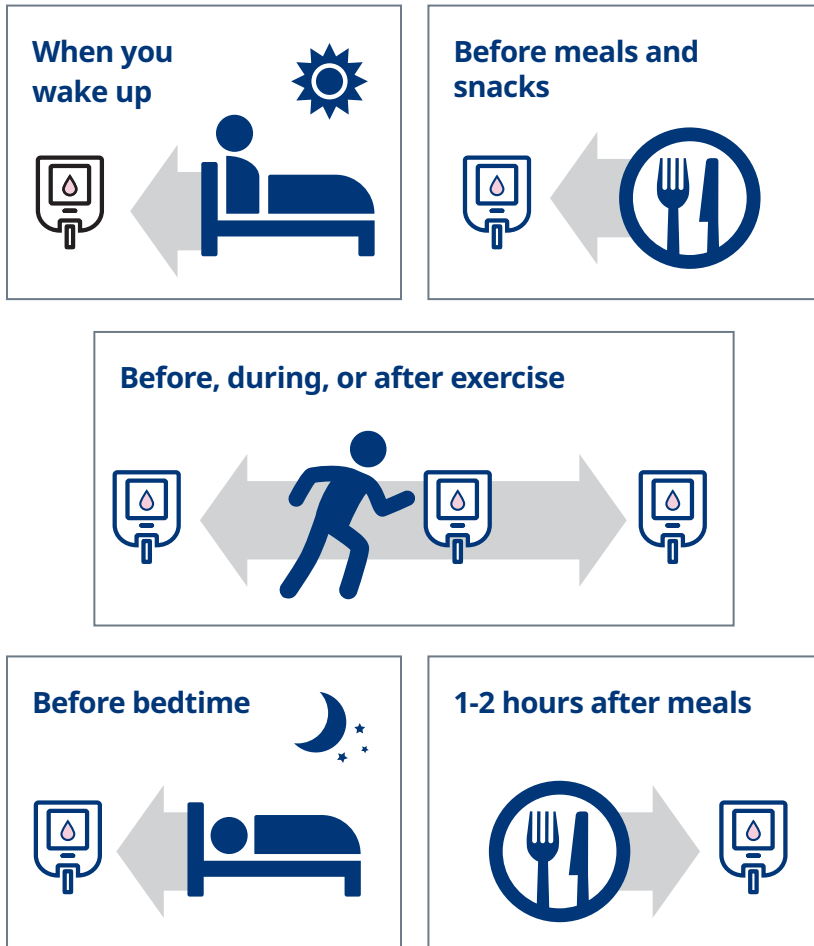 When you
wake up
Before meals and
snacks
Before, during, or after exercise
Before bedtime
1-2 hours after meals